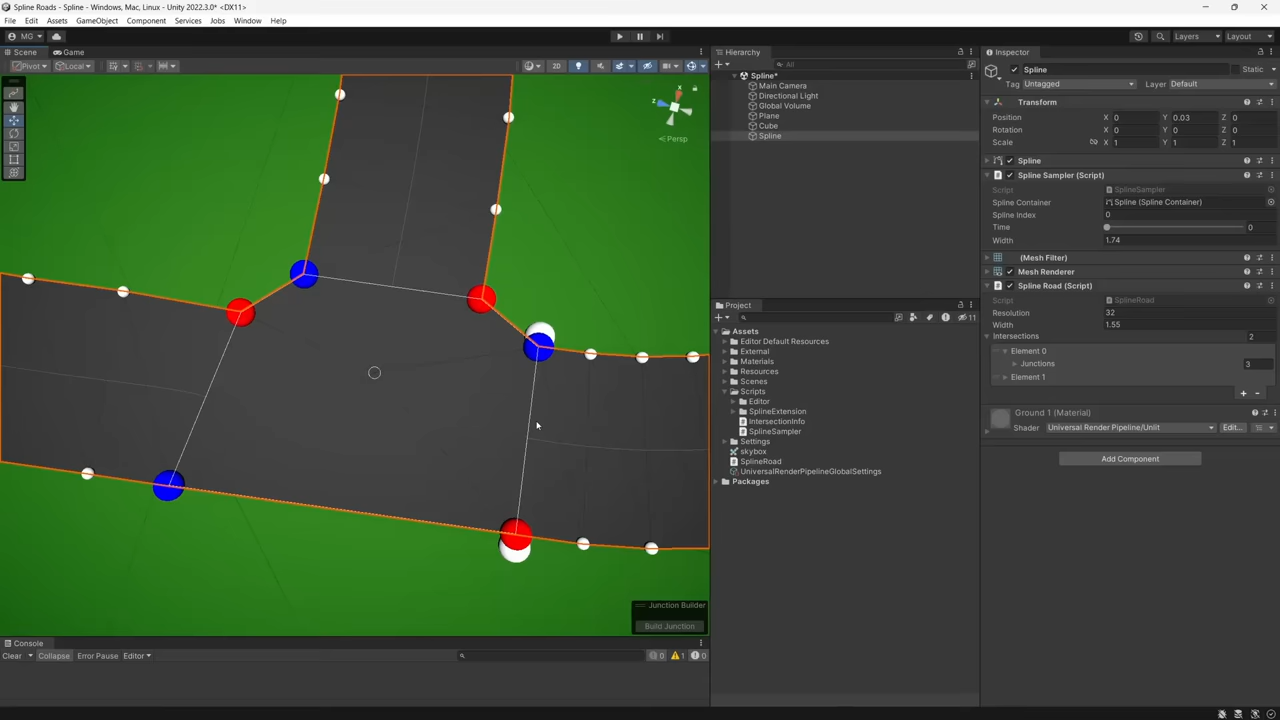 Spline Roads - Spline - Windows, Mac, Linux - Unity 2022.3.0* <DX11>
File Edit Assets GameObject Component Services Jobs Window Help
MG
Layers
Layout
Scene
Game
Pivot
Local
2D
x
z
Persp
Junction Builder
Build Junction
Console
Clear
Collapse
Error Pause
Editor
0
1
0
Hierarchy
All
Spline*
Main Camera
Directional Light
Global Volume
Plane
Cube
Spline
Project
11
Assets
Editor Default Resources
External
Materials
Resources
Scenes
Scripts
Editor
SplineExtension
IntersectionInfo
SplineSampler
Settings
skybox
SplineRoad
UniversalRenderPipelineGlobalSettings
Packages
Inspector
Spline
Static
Tag Untagged
Layer Default
Transform
Position X 0 Y 0.03 Z 0
Rotation X 0 Y 0 Z 0
Scale X 1 Y 1 Z 1
Spline
Spline Sampler (Script)
Script SplineSampler
Spline Container Spline (Spline Container)
Spline Index 0
Time 0
Width 1.74
(Mesh Filter)
Mesh Renderer
Spline Road (Script)
Script SplineRoad
Resolution 32
Width 1.55
Intersections 2
Element 0
Junctions 3
Element 1
+ -
Ground 1 (Material)
Shader Universal Render Pipeline/Unlit Edit...
Add Component